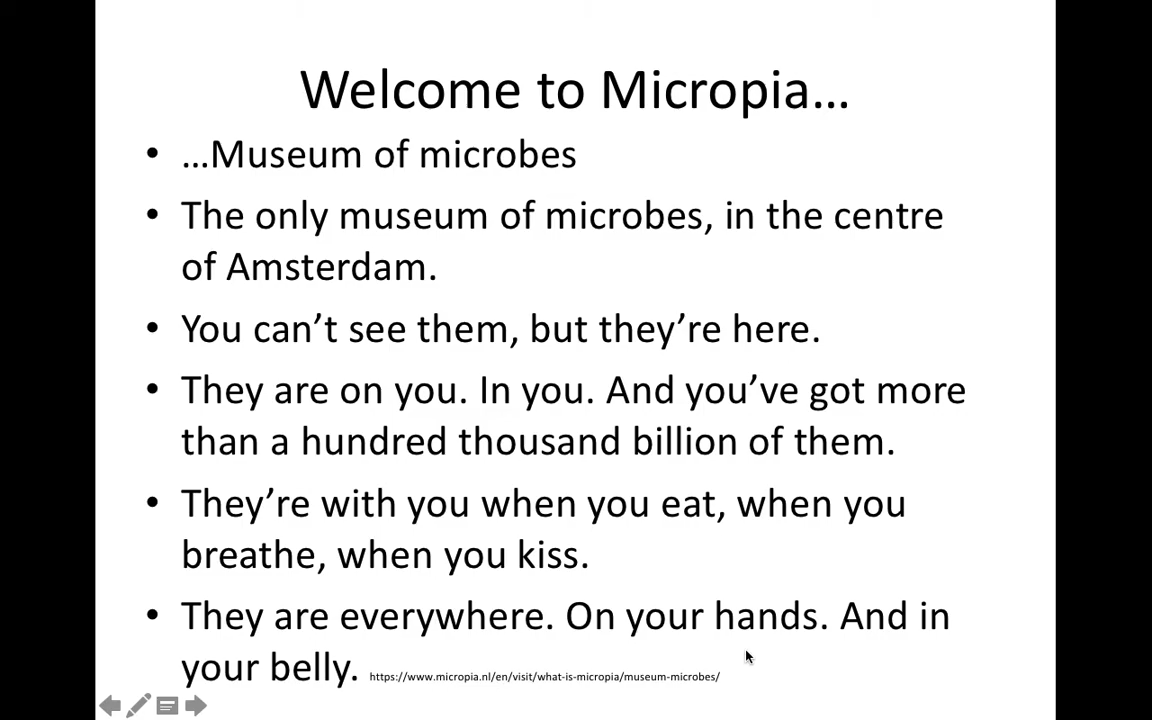 Welcome to Micropia…
• …Museum of microbes
• The only museum of microbes, in the centre
of Amsterdam.
• You can’t see them, but they’re here.
• They are on you. In you. And you’ve got more
than a hundred thousand billion of them.
• They’re with you when you eat, when you
breathe, when you kiss.
• They are everywhere. On your hands. And in
your belly. https://www.micropia.nl/en/visit/what-is-micropia/museum-microbes/